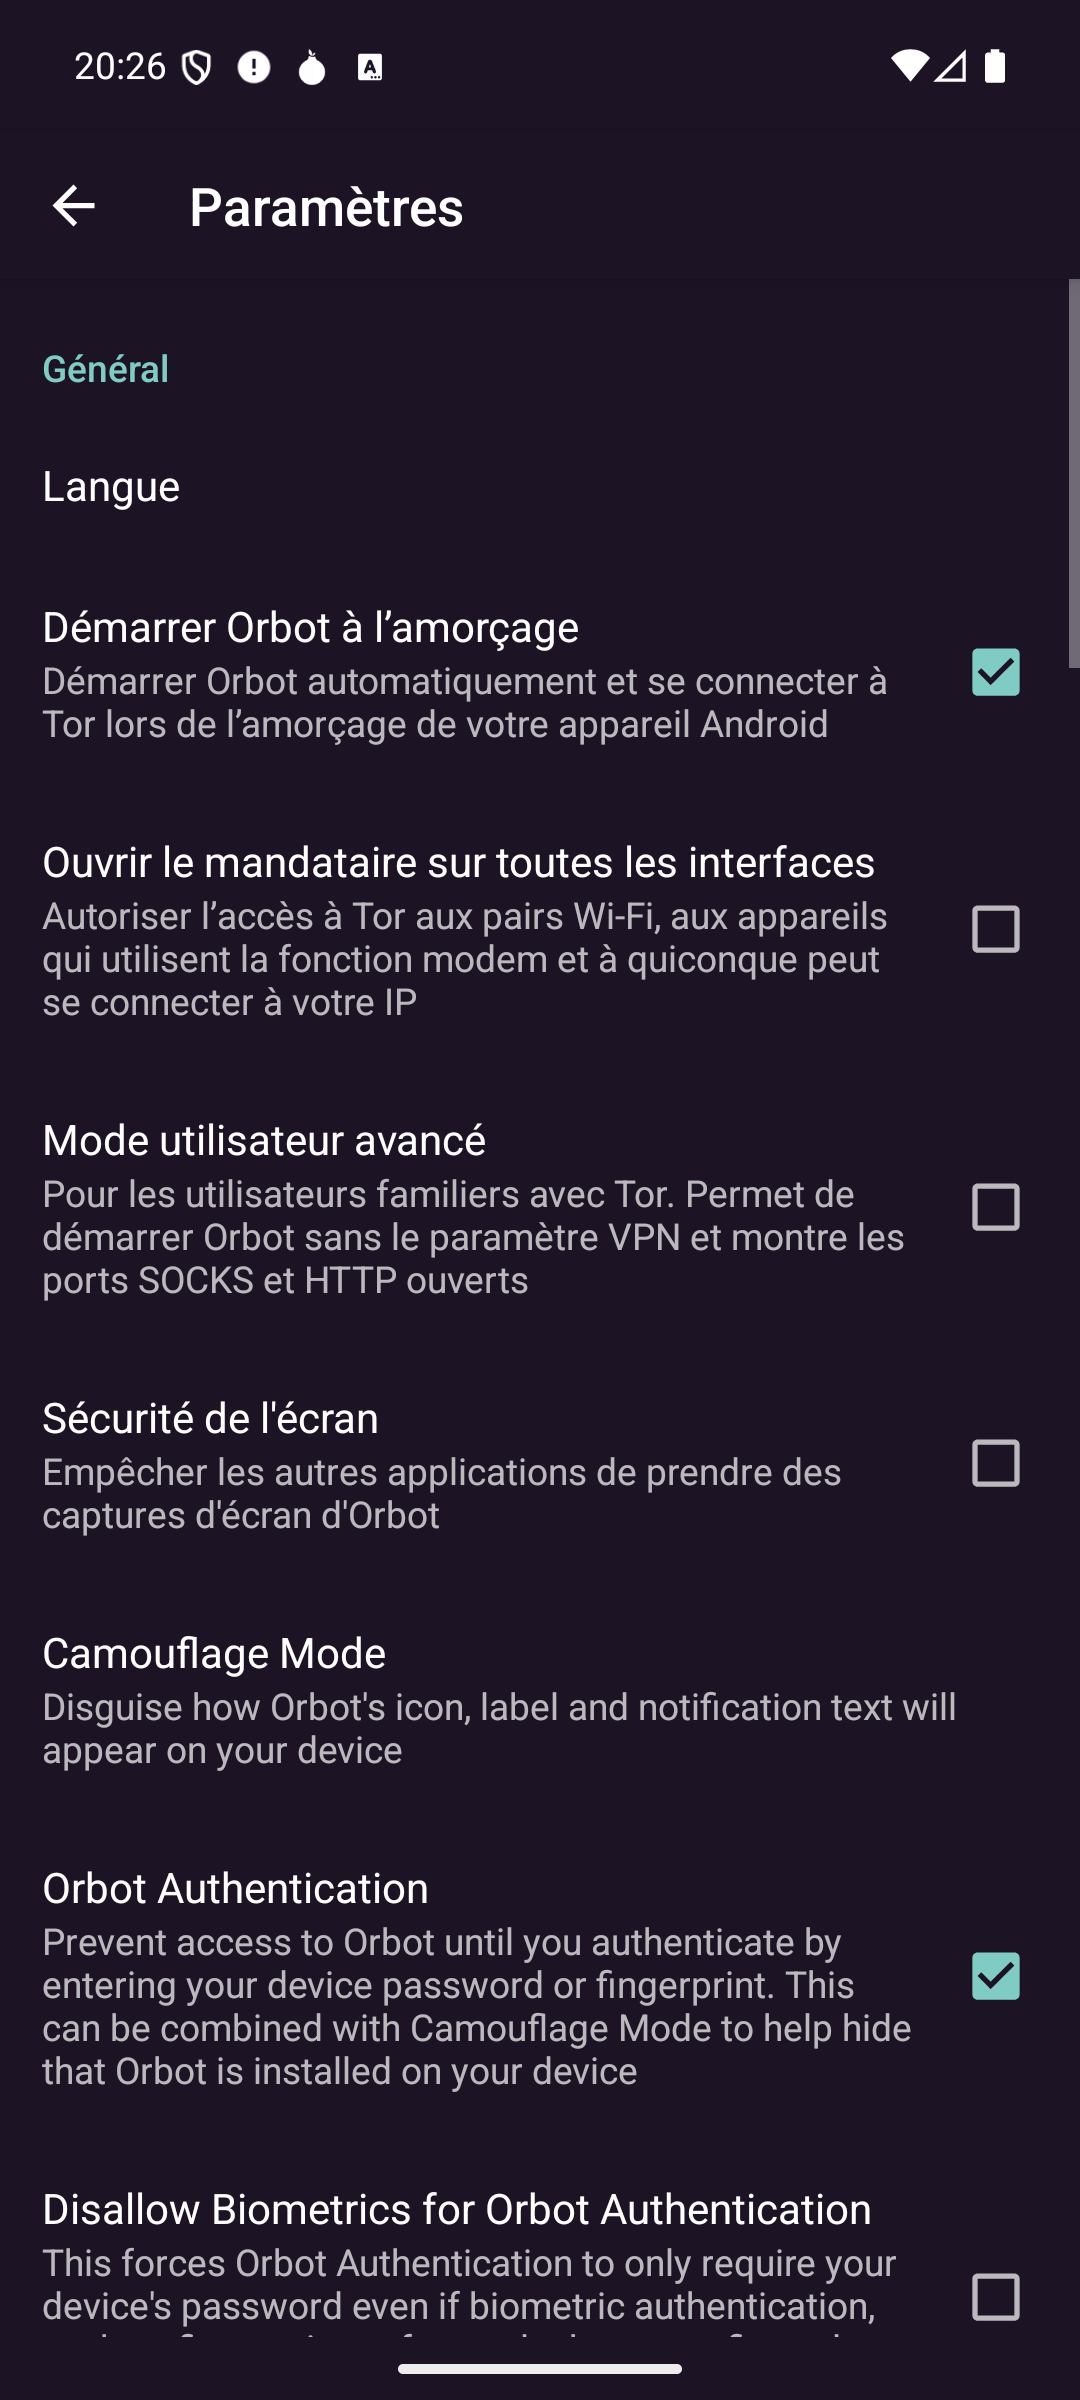 20:26
Paramètres
Général
Langue
Démarrer Orbot à l’amorçage
Démarrer Orbot automatiquement et se connecter à
Tor lors de l’amorçage de votre appareil Android
Ouvrir le mandataire sur toutes les interfaces
Autoriser l’accès à Tor aux pairs Wi-Fi, aux appareils
qui utilisent la fonction modem et à quiconque peut
se connecter à votre IP
Mode utilisateur avancé
Pour les utilisateurs familiers avec Tor. Permet de
démarrer Orbot sans le paramètre VPN et montre les
ports SOCKS et HTTP ouverts
Sécurité de l'écran
Empêcher les autres applications de prendre des
captures d'écran d'Orbot
Camouflage Mode
Disguise how Orbot's icon, label and notification text will
appear on your device
Orbot Authentication
Prevent access to Orbot until you authenticate by
entering your device password or fingerprint. This
can be combined with Camouflage Mode to help hide
that Orbot is installed on your device
Disallow Biometrics for Orbot Authentication
This forces Orbot Authentication to only require your
device's password even if biometric authentication,